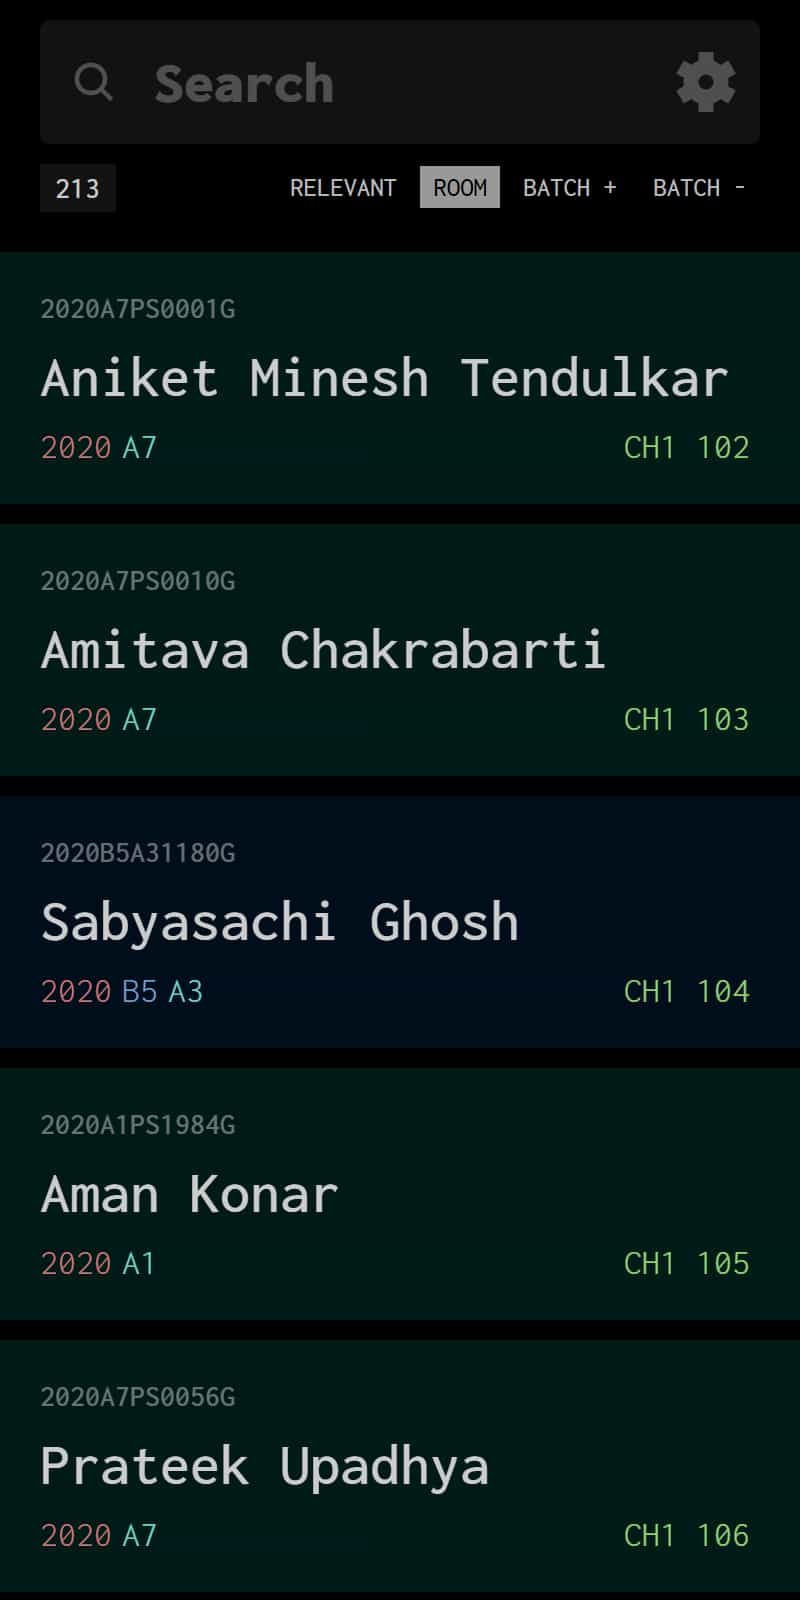 Search
213 RELEVANT ROOM BATCH + BATCH -
2020A7PS0001G
Aniket Minesh Tendulkar
2020 A7 CH1 102
2020A7PS0010G
Amitava Chakrabarti
2020 A7 CH1 103
2020B5A31180G
Sabyasachi Ghosh
2020 B5 A3 CH1 104
2020A1PS1984G
Aman Konar
2020 A1 CH1 105
2020A7PS0056G
Prateek Upadhya
2020 A7 CH1 106